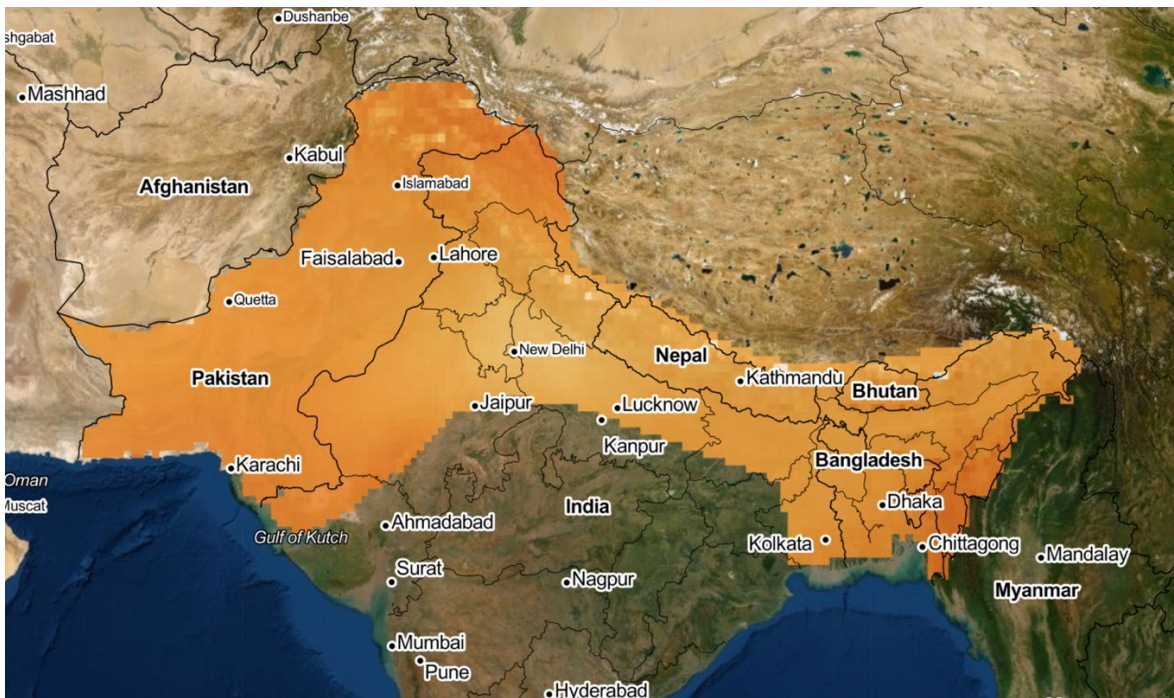 Dushanbe
shgabat
Mashhad
Kabul
Afghanistan
Islamabad
Faisalabad
Lahore
Quetta
New Delhi
Nepal
Pakistan
Kathmandu
Bhutan
Jaipur
Lucknow
Kanpur
Bangladesh
Karachi
Oman
Muscat
India
Dhaka
Ahmadabad
Gulf of Kutch
Kolkata
Chittagong
Mandalay
Surat
Nagpur
Myanmar
Mumbai
Pune
Hyderabad